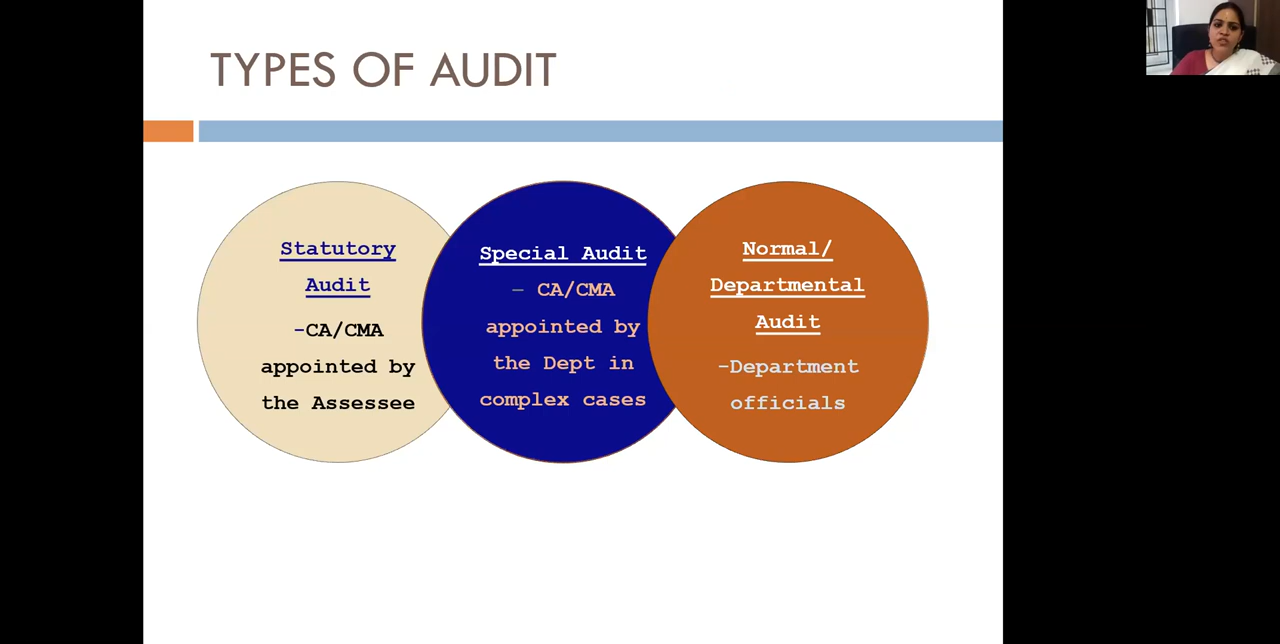 TYPES OF AUDIT
Statutory
Audit
-CA/CMA
appointed by
the Assessee
Special Audit
– CA/CMA
appointed by
the Dept in
complex cases
Normal/
Departmental
Audit
-Department
officials